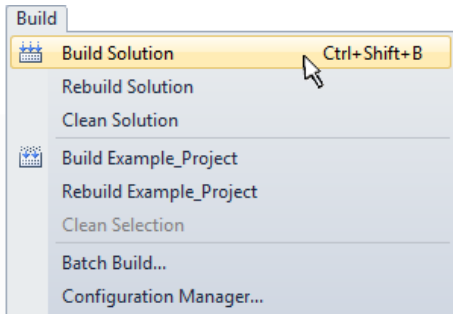 Build
Build Solution Ctrl+Shift+B
Rebuild Solution
Clean Solution
Build Example_Project
Rebuild Example_Project
Clean Selection
Batch Build...
Configuration Manager...